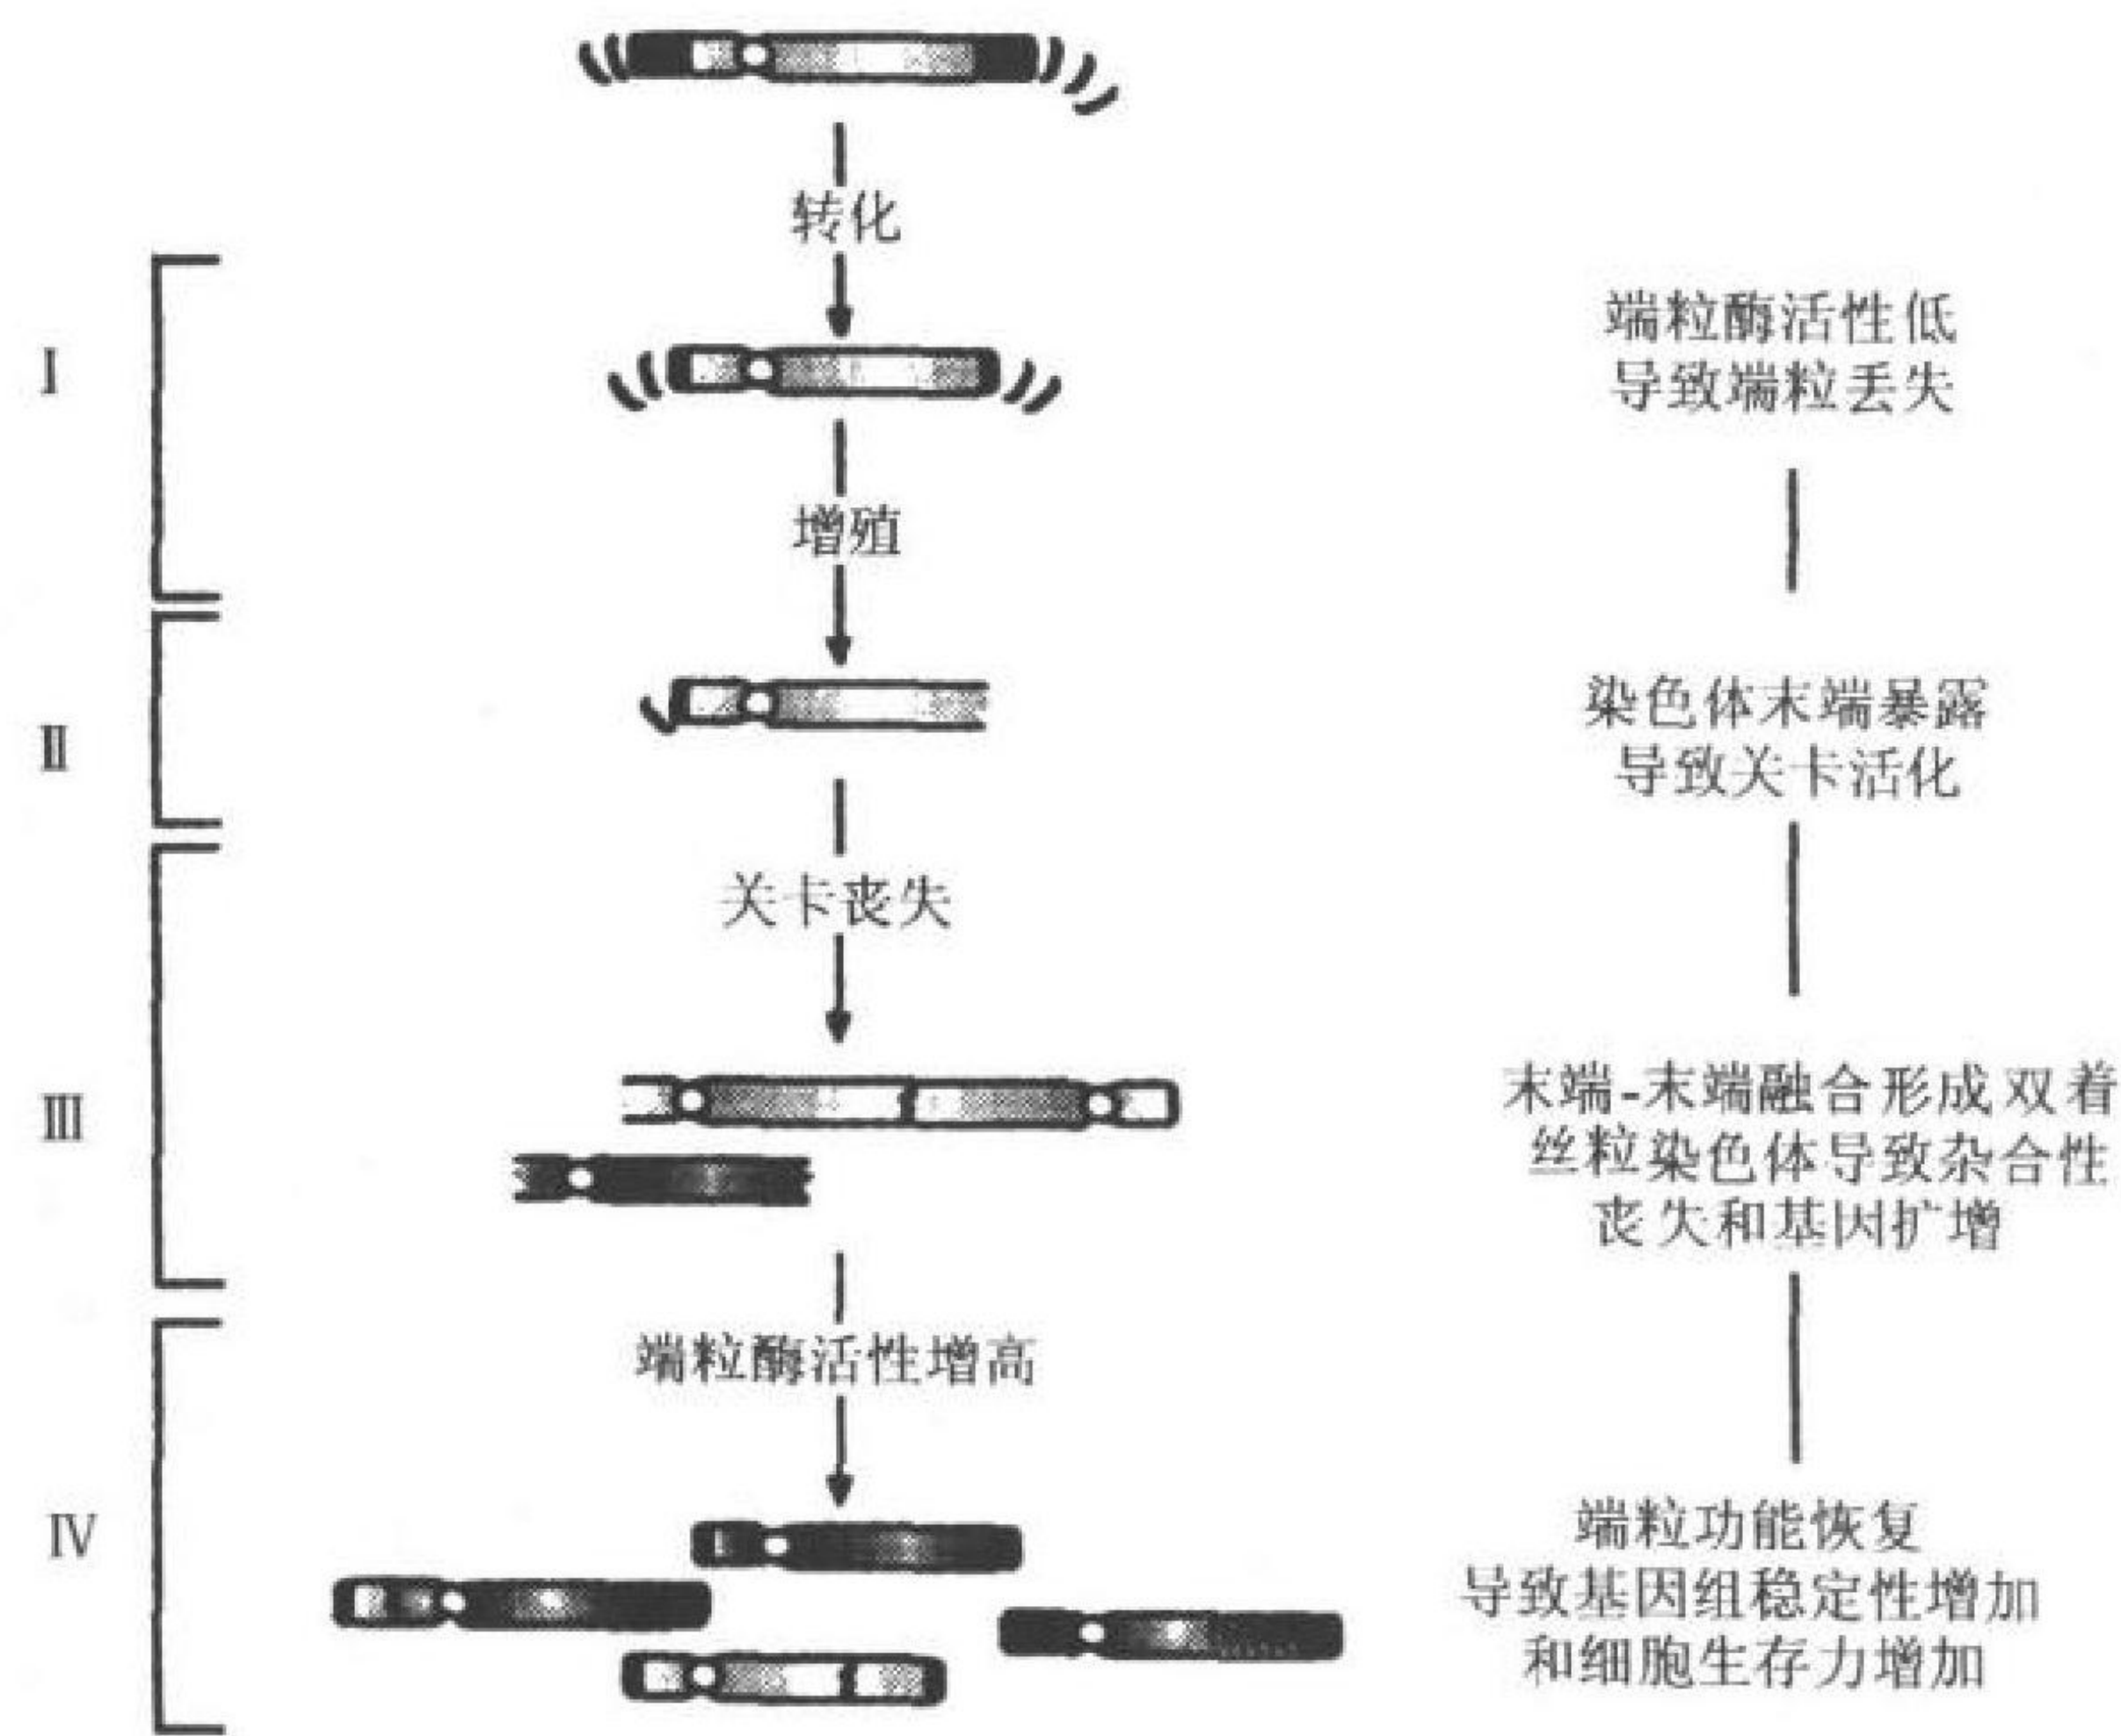 转化
Ⅰ
端粒酶活性低
导致端粒丢失
增殖
Ⅱ
染色体末端暴露
导致关卡活化
关卡丧失
Ⅲ
末端-末端融合形成双着
丝粒染色体导致杂合性
丧失和基因扩增
端粒酶活性增高
Ⅳ
端粒功能恢复
导致基因组稳定性增加
和细胞生存力增加